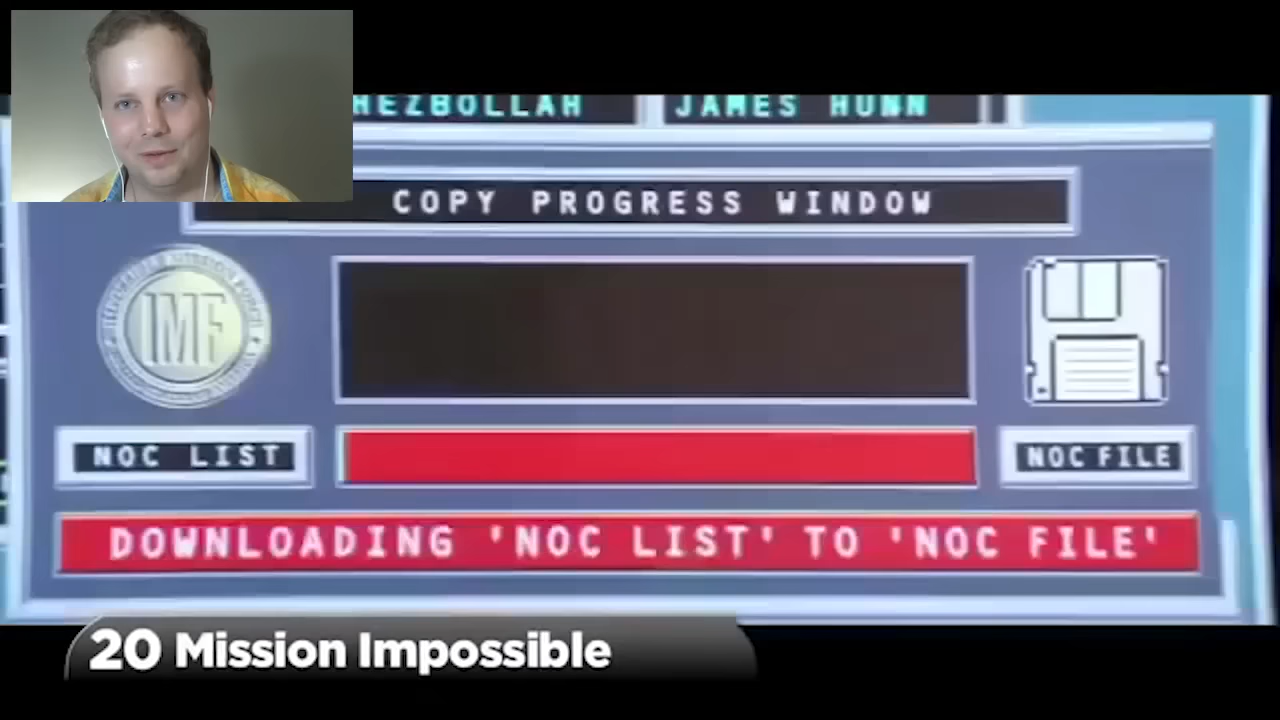 HEZBOLLAH JAMES HUNN
COPY PROGRESS WINDOW
IMF
NOC LIST
NOC FILE
DOWNLOADING 'NOC LIST' TO 'NOC FILE'
20 Mission Impossible